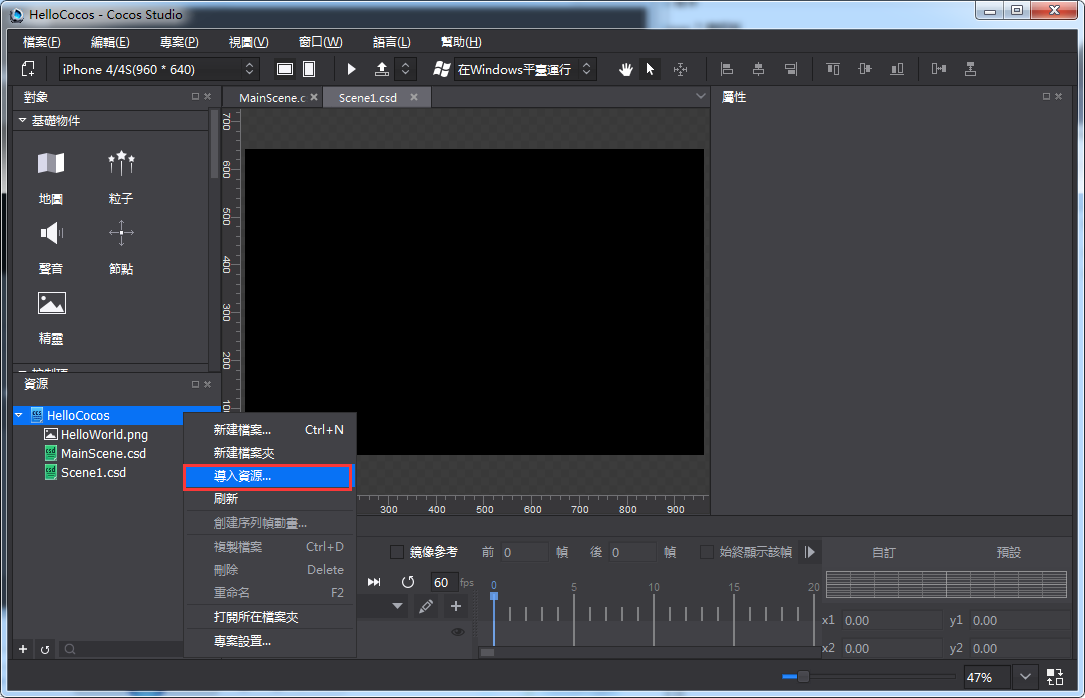 HelloCocos - Cocos Studio
檔案(F) 編輯(E) 專案(P) 視圖(V) 窗口(W) 語言(L) 幫助(H)
iPhone 4/4S(960 * 640) 在Windows平臺運行
對象
MainScene.c
Scene1.csd
屬性
基礎物件
地圖
粒子
聲音
節點
精靈
700
600
500
400
300
200
資源
HelloCocos
HelloWorld.png
MainScene.csd
Scene1.csd
新建檔案... Ctrl+N
新建檔案夾
導入資源...
刷新
創建序列幀動畫...
複製檔案 Ctrl+D
刪除 Delete
重命名 F2
打開所在檔案夾
專案設置...
300 400 500 600 700 800 900
鏡像參考 前 0 幀 後 0 幀 始終顯示該幀 自訂 預設
60 fps 0 5 10 15 20
x1 0.00 y1 0.00
x2 0.00 y2 0.00
47%